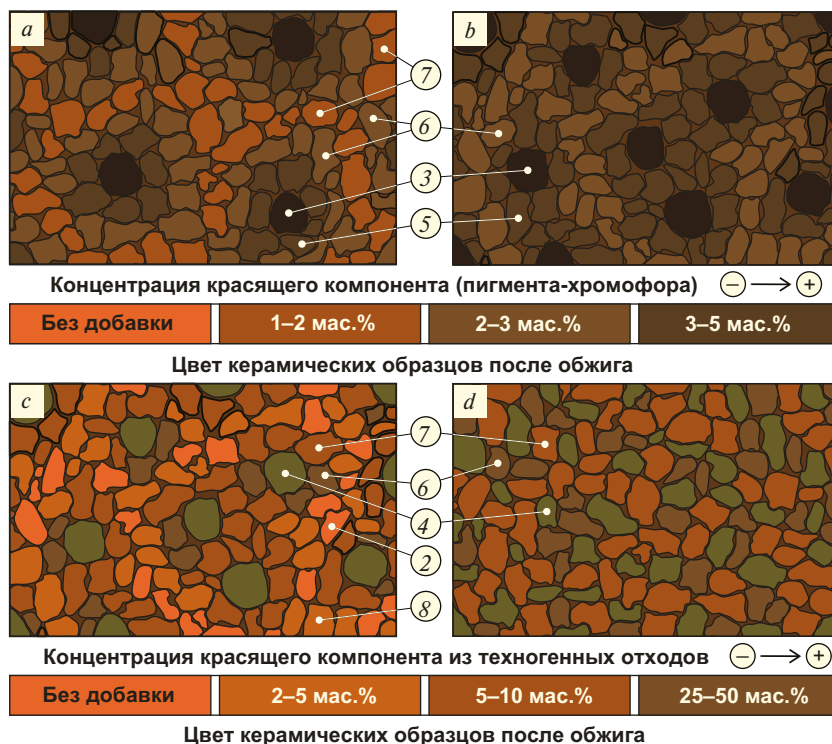 a
b
7
6
3
5
Концентрация красящего компонента (пигмента-хромофора) − → +
Без добавки 1–2 мас.% 2–3 мас.% 3–5 мас.%
Цвет керамических образцов после обжига
c
d
7
6
4
2
8
Концентрация красящего компонента из техногенных отходов − → +
Без добавки 2–5 мас.% 5–10 мас.% 25–50 мас.%
Цвет керамических образцов после обжига